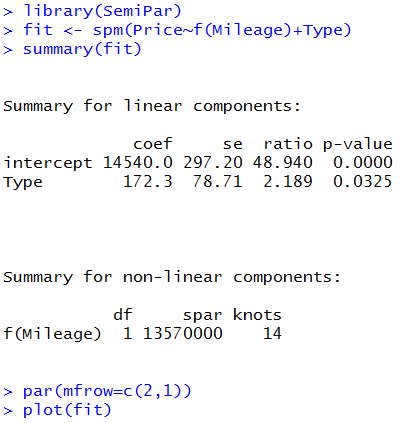 > library(SemiPar)
> fit <- spm(Price~f(Mileage)+Type)
> summary(fit)
Summary for linear components:
coef se ratio p-value
intercept 14540.0 297.20 48.940 0.0000
Type 172.3 78.71 2.189 0.0325
Summary for non-linear components:
df spar knots
f(Mileage) 1 13570000 14
> par(mfrow=c(2,1))
> plot(fit)